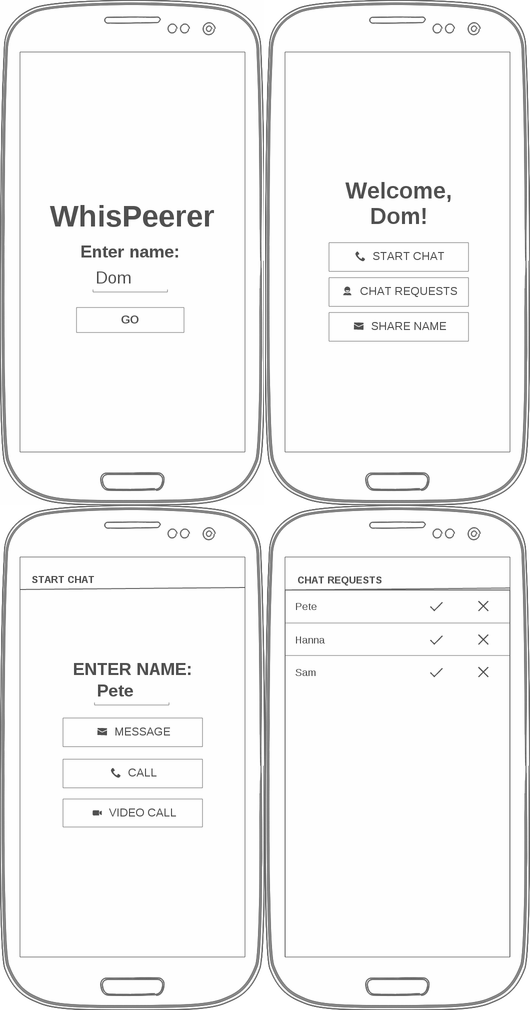 WhisPeerer
Enter name:
Dom
GO
Welcome,
Dom!
START CHAT
CHAT REQUESTS
SHARE NAME
START CHAT
ENTER NAME:
Pete
MESSAGE
CALL
VIDEO CALL
CHAT REQUESTS
Pete
Hanna
Sam